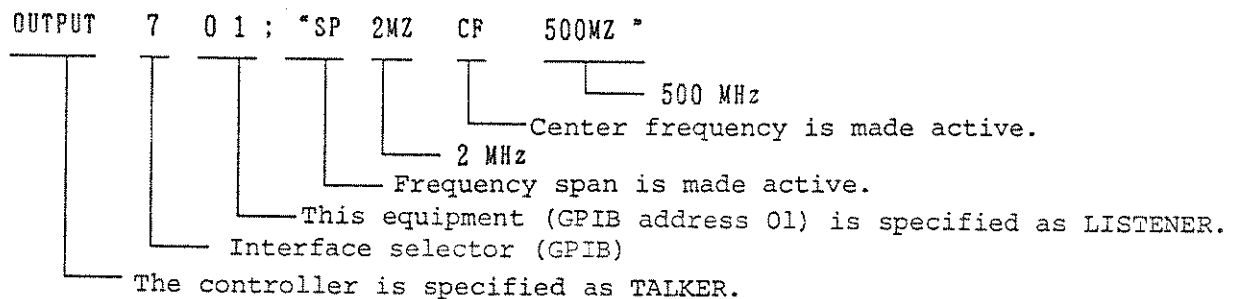 OUTPUT 7 0 1 ; "SP 2MZ CF 500MZ "
500 MHz
Center frequency is made active.
2 MHz
Frequency span is made active.
This equipment (GPIB address 01) is specified as LISTENER.
Interface selector (GPIB)
The controller is specified as TALKER.